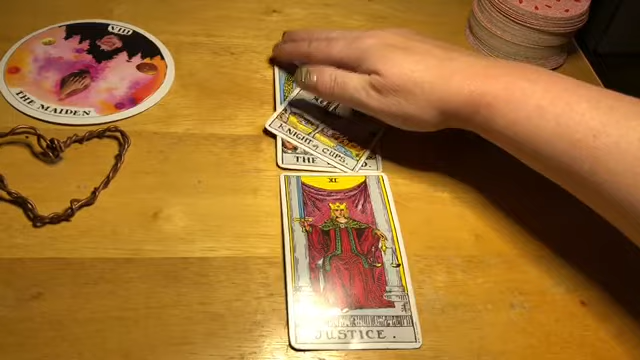 VIII
THE MAIDEN
KNIGHT of CUPS.
THE
XI
JUSTICE.